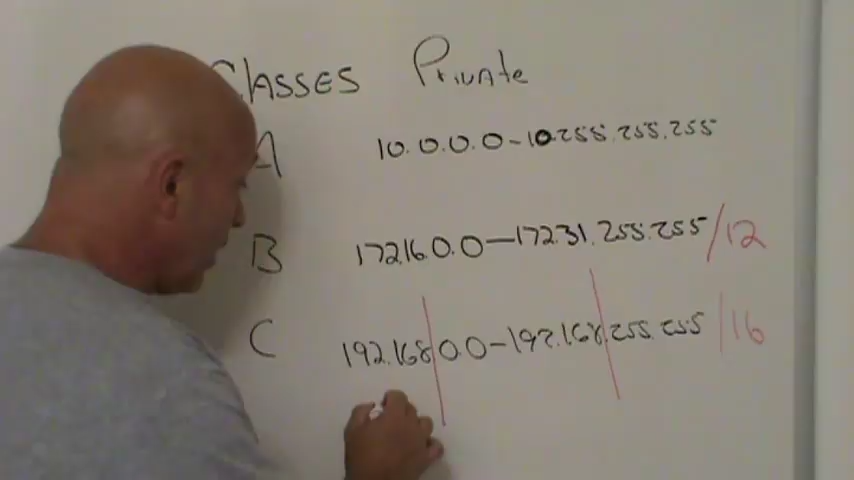 Classes Private
A 10.0.0.0-10.255.255.255
B 172.16.0.0-172.31.255.255/12
C 192.168.0.0-192.168.255.255/16